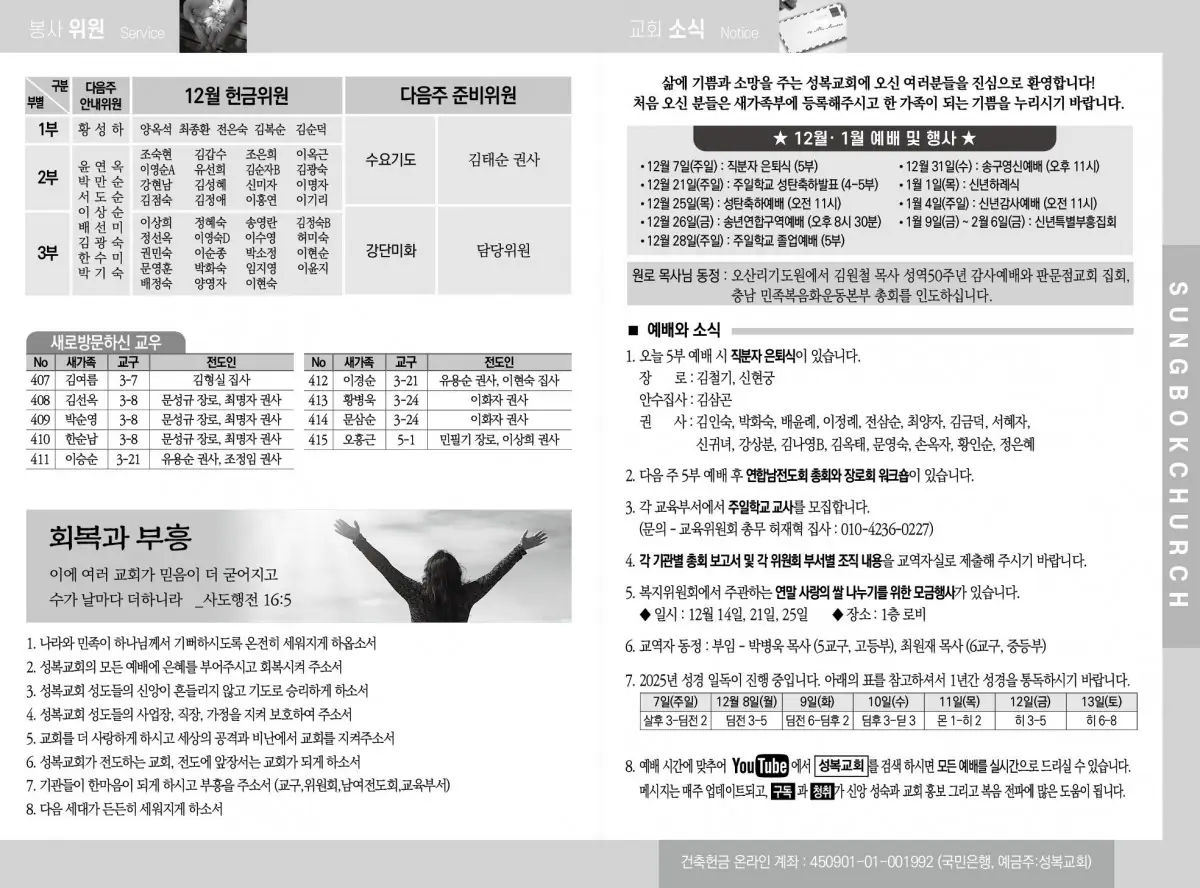 봉사 위원 Service
구분
부별
다음주
안내위원
12월 헌금위원
다음주 준비위원
1부
황 성 하
양옥석 최종환 전은숙 김복순 김순덕
2부
3부
윤 연 옥
박 만 순
서 도 순
이 상 순
배 선 미
김 광 숙
한 수 미
박 기 숙
조숙현 김갑수 조은희 이옥근
이영순A 유선희 김순자B 김광숙
강현남 김성혜 신미자 이명자
김점숙 김정애 이홍연 이기리
이상희 정혜숙 송영란 김정숙B
정선옥 이영숙D 이수영 허미숙
권민숙 이순종 박소정 이현순
문영훈 박화숙 임지영 이윤지
배정숙 양영자 이현숙
수요기도
김태순 권사
강단미화
담당위원
새로방문하신 교우
No 새가족 교구 전도인
407 김여름 3-7 김형실 집사
408 김선옥 3-8 문성규 장로, 최명자 권사
409 박순영 3-8 문성규 장로, 최명자 권사
410 한순남 3-8 문성규 장로, 최명자 권사
411 이승순 3-21 유용순 권사, 조정임 권사
No 새가족 교구 전도인
412 이경순 3-21 유용순 권사, 이현숙 집사
413 황병욱 3-24 이화자 권사
414 문삼순 3-24 이화자 권사
415 오홍근 5-1 민필기 장로, 이상희 권사
회복과 부흥
이에 여러 교회가 믿음이 더 굳어지고
수가 날마다 더하니라 _사도행전 16:5
1. 나라와 민족이 하나님께서 기뻐하시도록 온전히 세워지게 하옵소서
2. 성복교회의 모든 예배에 은혜를 부어주시고 회복시켜 주소서
3. 성복교회 성도들의 신앙이 흔들리지 않고 기도로 승리하게 하소서
4. 성복교회 성도들의 사업장, 직장, 가정을 지켜 보호하여 주소서
5. 교회를 더 사랑하게 하시고 세상의 공격과 비난에서 교회를 지켜주소서
6. 성복교회가 전도하는 교회, 전도에 앞장서는 교회가 되게 하소서
7. 기관들이 한마음이 되게 하시고 부흥을 주소서 (교구,위원회,남여전도회,교육부서)
8. 다음 세대가 든든히 세워지게 하소서
교회 소식 Notice
삶에 기쁨과 소망을 주는 성복교회에 오신 여러분들을 진심으로 환영합니다!
처음 오신 분들은 새가족부에 등록해주시고 한 가족이 되는 기쁨을 누리시기 바랍니다.
★ 12월· 1월 예배 및 행사 ★
• 12월 7일(주일) : 직분자 은퇴식 (5부)
• 12월 21일(주일) : 주일학교 성탄축하발표 (4-5부)
• 12월 25일(목) : 성탄축하예배 (오전 11시)
• 12월 26일(금) : 송년연합구역예배 (오후 8시 30분)
• 12월 28일(주일) : 주일학교 졸업예배 (5부)
• 12월 31일(수) : 송구영신예배 (오후 11시)
• 1월 1일(목) : 신년하례식
• 1월 4일(주일) : 신년감사예배 (오전 11시)
• 1월 9일(금) ~ 2월 6일(금) : 신년특별부흥집회
원로 목사님 동정 : 오산리기도원에서 김원철 목사 성역50주년 감사예배와 판문점교회 집회,
충남 민족복음화운동본부 총회를 인도하십니다.
■ 예배와 소식
1. 오늘 5부 예배 시 직분자 은퇴식이 있습니다.
장 로 : 김철기, 신현궁
안수집사 : 김삼곤
권 사 : 김인숙, 박화숙, 배윤례, 이정례, 전삼순, 최양자, 김금덕, 서혜자,
신귀녀, 강상분, 김나영B, 김옥태, 문영숙, 손옥자, 황인순, 정은혜
2. 다음 주 5부 예배 후 연합남전도회 총회와 장로회 워크숍이 있습니다.
3. 각 교육부서에서 주일학교 교사를 모집합니다.
(문의 - 교육위원회 총무 허재혁 집사 : 010-4236-0227)
4. 각 기관별 총회 보고서 및 각 위원회 부서별 조직 내용을 교역자실로 제출해 주시기 바랍니다.
5. 복지위원회에서 주관하는 연말 사랑의 쌀 나누기를 위한 모금행사가 있습니다.
◆ 일시 : 12월 14일, 21일, 25일 ◆ 장소 : 1층 로비
6. 교역자 동정 : 부임 - 박병욱 목사 (5교구, 고등부), 최원재 목사 (6교구, 중등부)
7. 2025년 성경 일독이 진행 중입니다. 아래의 표를 참고하셔서 1년간 성경을 통독하시기 바랍니다.
7일(주일) 12월 8일(월) 9일(화) 10일(수) 11일(목) 12일(금) 13일(토)
살후 3-딤전 2 딤전 3-5 딤전 6-딤후 2 딤후 3-딛 3 몬 1-히 2 히 3-5 히 6-8
8. 예배 시간에 맞추어 YouTube 에서 성복교회 를 검색 하시면 모든 예배를 실시간으로 드리실 수 있습니다.
메시지는 매주 업데이트되고, 구독 과 청취가 신앙 성숙과 교회 홍보 그리고 복음 전파에 많은 도움이 됩니다.
SUNGBOKCHURCH
건축헌금 온라인 계좌 : 450901-01-001992 (국민은행, 예금주:성복교회)